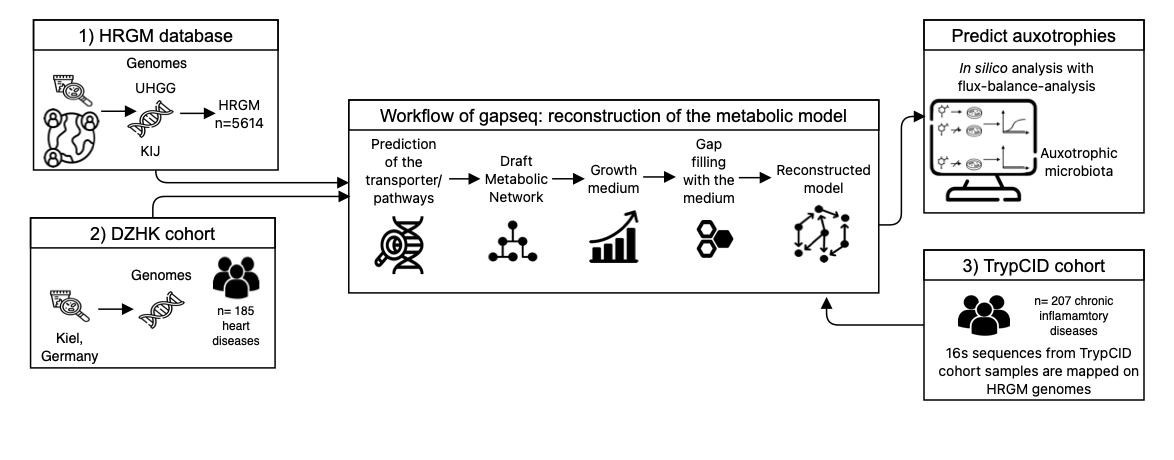 1) HRGM database
Genomes
UHGG
HRGM
n=5614
KIJ
2) DZHK cohort
Genomes
Kiel,
Germany
n= 185
heart
diseases
Workflow of gapseq: reconstruction of the metabolic model
Prediction
of the
transporter/
pathways
Draft
Metabolic
Network
Growth
medium
Gap
filling
with the
medium
Reconstructed
model
Predict auxotrophies
In silico analysis with
flux-balance-analysis
Auxotrophic
microbiota
3) TrypCID cohort
n= 207 chronic
inflamamtory
diseases
16s sequences from TrypCID
cohort samples are mapped on
HRGM genomes